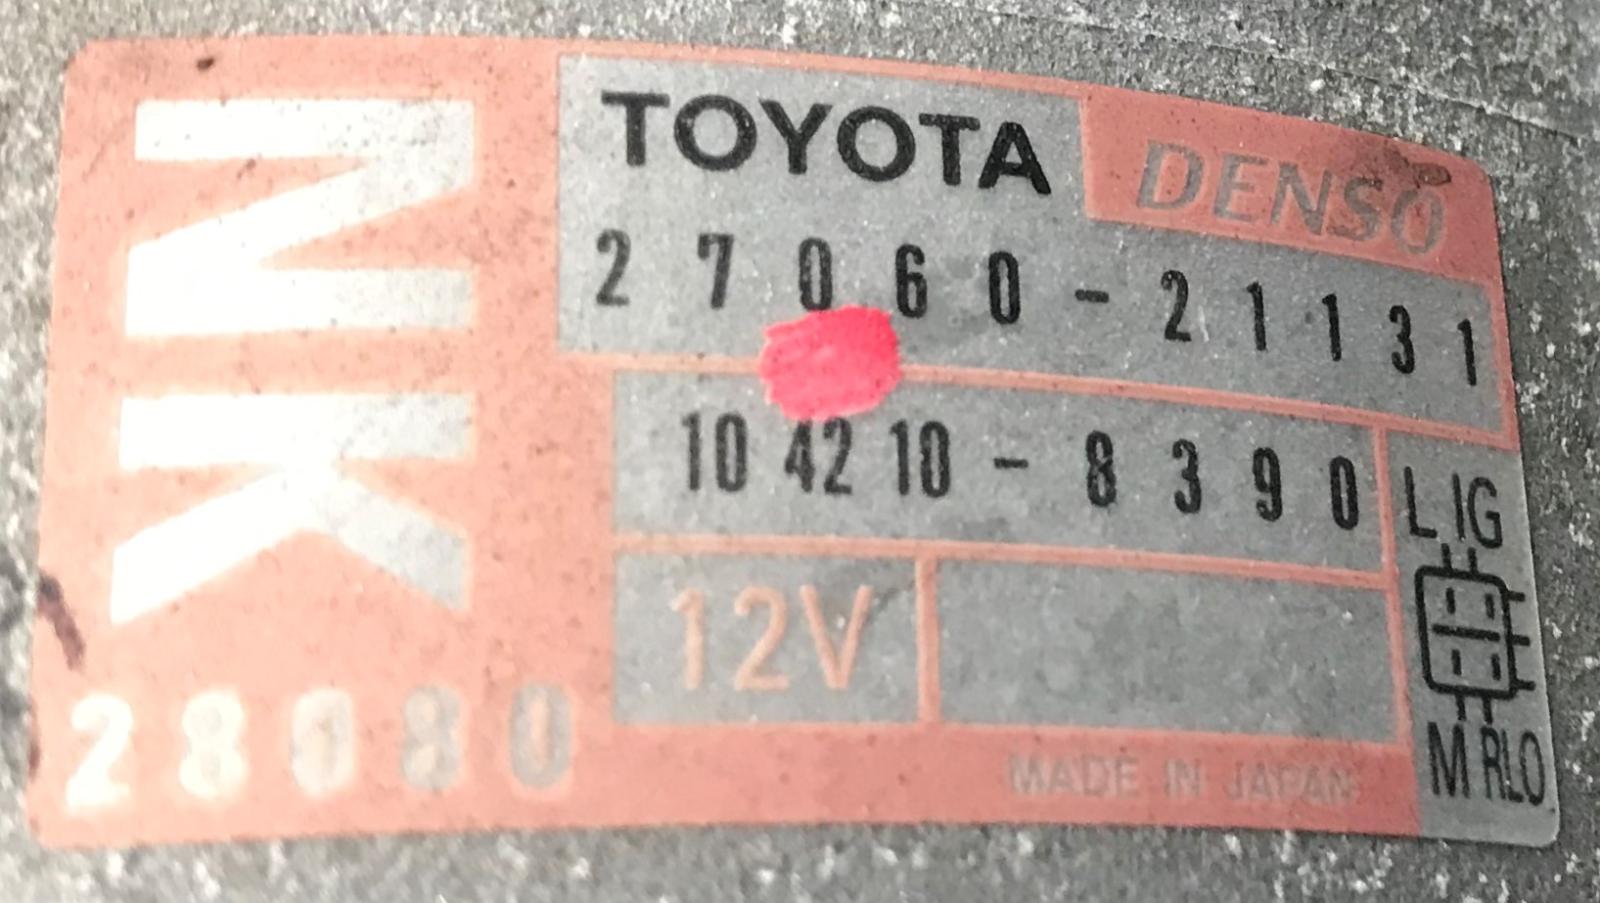 NK
TOYOTA DENSO
27060-21131
104210-8390
L IG
12V
M RLO
MADE IN JAPAN
28080